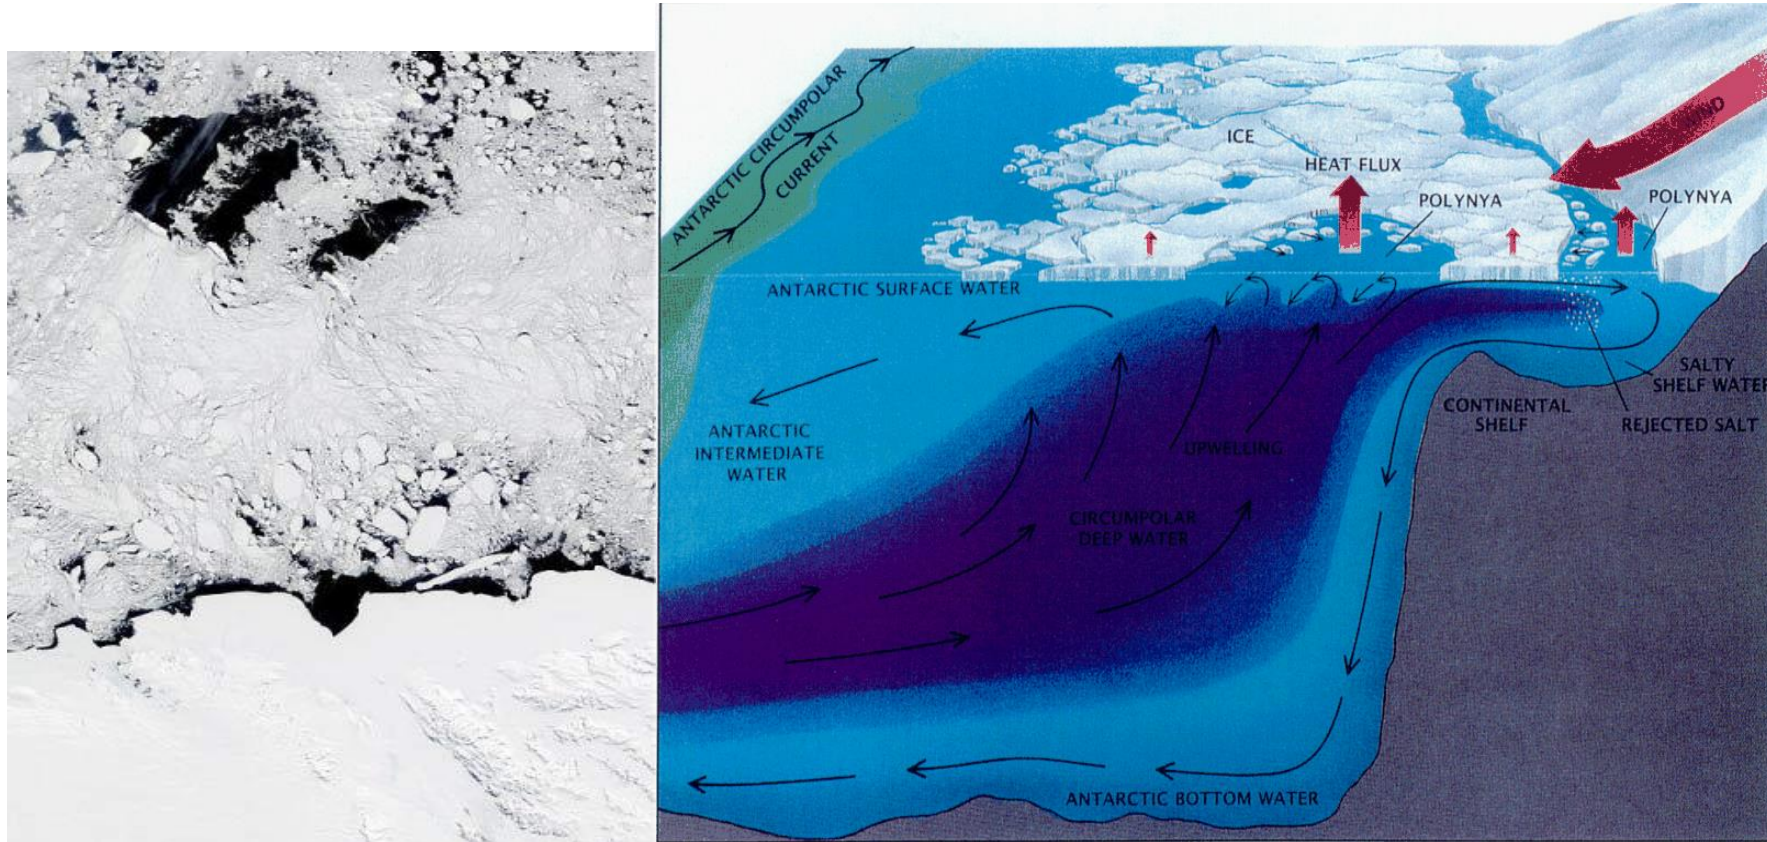 ANTARCTIC CIRCUMPOLAR
CURRENT
ICE
WIND
HEAT FLUX
POLYNYA
POLYNYA
ANTARCTIC SURFACE WATER
SALTY
SHELF WATER
CONTINENTAL
SHELF
REJECTED SALT
ANTARCTIC
INTERMEDIATE
WATER
UPWELLING
CIRCUMPOLAR
DEEP WATER
ANTARCTIC BOTTOM WATER